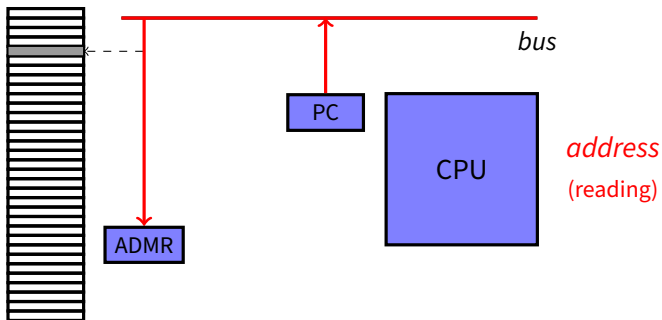 bus
PC
CPU
address
(reading)
ADMR